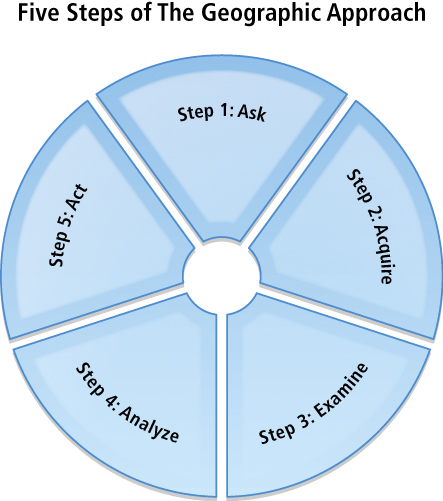 Five Steps of The Geographic Approach
Step 1: Ask
Step 2: Acquire
Step 3: Examine
Step 4: Analyze
Step 5: Act